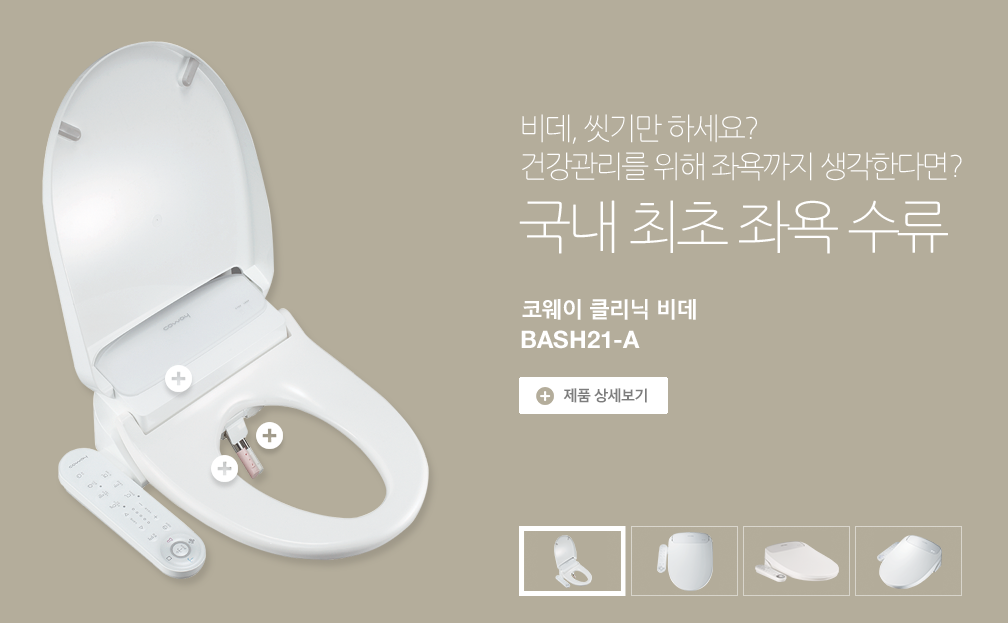 비데, 씻기만 하세요?
건강관리를 위해 좌욕까지 생각한다면?
국내 최초 좌욕 수류
코웨이 클리닉 비데
BASH21-A
제품 상세보기
coway